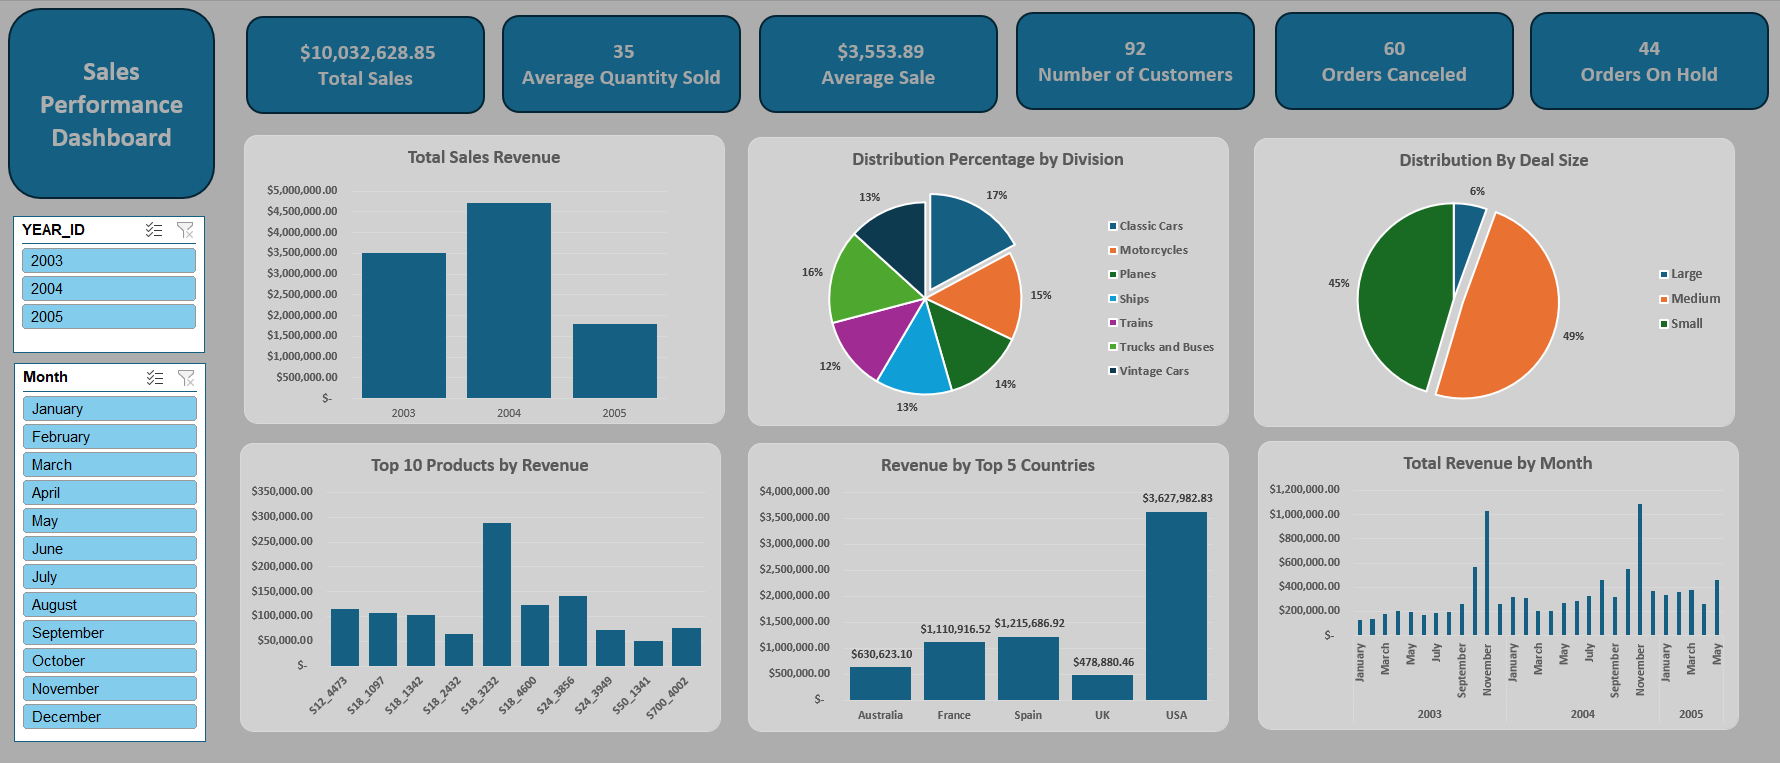 Sales
Performance
Dashboard
$10,032,628.85
Total Sales
35
Average Quantity Sold
$3,553.89
Average Sale
92
Number of Customers
60
Orders Canceled
44
Orders On Hold
YEAR_ID
2003
2004
2005
Month
January
February
March
April
May
June
July
August
September
October
November
December
Total Sales Revenue
$5,000,000.00
$4,500,000.00
$4,000,000.00
$3,500,000.00
$3,000,000.00
$2,500,000.00
$2,000,000.00
$1,500,000.00
$1,000,000.00
$500,000.00
$-
2003 2004 2005
Distribution Percentage by Division
17%
15%
14%
13%
12%
16%
13%
Classic Cars
Motorcycles
Planes
Ships
Trains
Trucks and Buses
Vintage Cars
Distribution By Deal Size
6%
49%
45%
Large
Medium
Small
Top 10 Products by Revenue
$350,000.00
$300,000.00
$250,000.00
$200,000.00
$150,000.00
$100,000.00
$50,000.00
$-
S12_4473 S18_1097 S18_1342 S18_2432 S18_3232 S18_4600 S24_3856 S24_3949 S50_1341 S700_4002
Revenue by Top 5 Countries
$4,000,000.00
$3,500,000.00
$3,000,000.00
$2,500,000.00
$2,000,000.00
$1,500,000.00
$1,000,000.00
$500,000.00
$-
$630,623.10
$1,110,916.52
$1,215,686.92
$478,880.46
$3,627,982.83
Australia France Spain UK USA
Total Revenue by Month
$1,200,000.00
$1,000,000.00
$800,000.00
$600,000.00
$400,000.00
$200,000.00
$-
January March May July September November January March May July September November January March May
2003 2004 2005